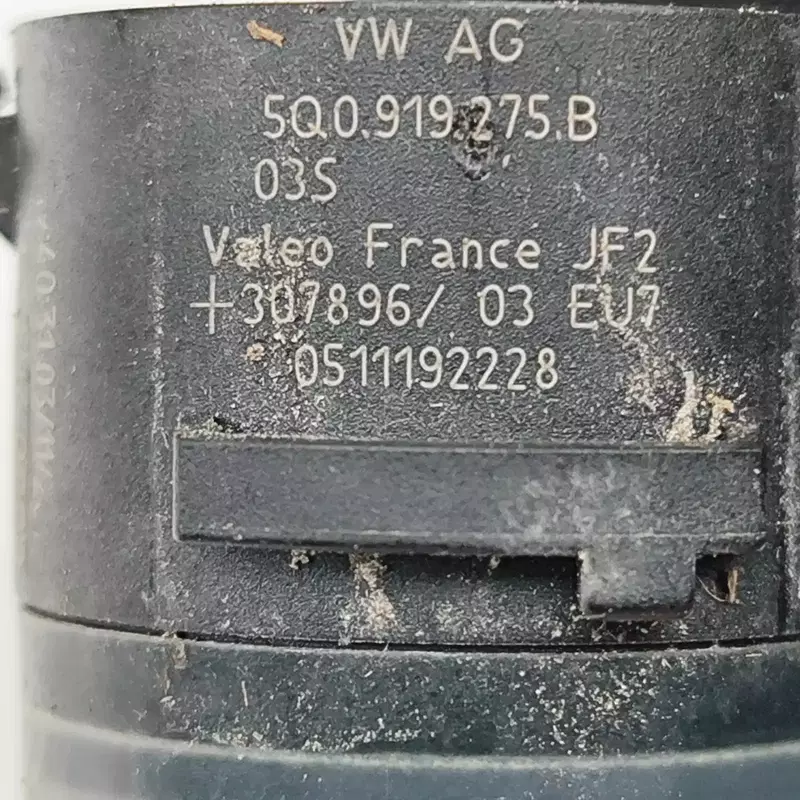 VW AG
5Q0.919.275.B
03S
Valeo France JF2
+307896/ 03 EU7
0511192228